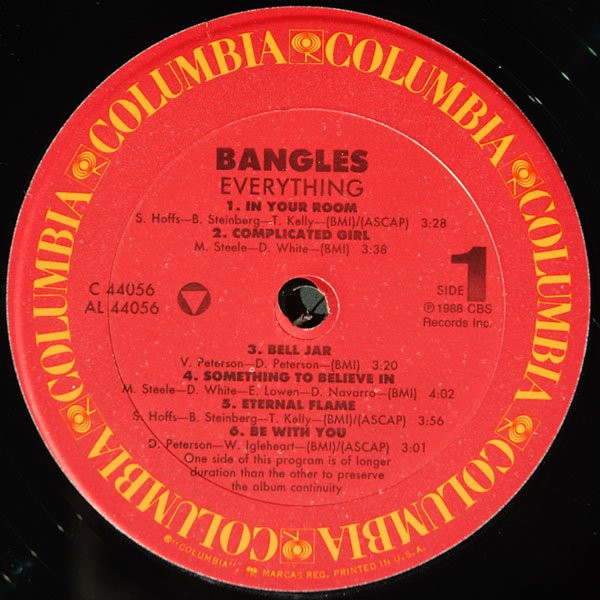 COLUMBIA COLUMBIA COLUMBIA COLUMBIA COLUMBIA COLUMBIA
BANGLES
EVERYTHING
1. IN YOUR ROOM
S. Hoffs—B. Steinberg—T. Kelly—(BMI)/(ASCAP) 3:28
2. COMPLICATED GIRL
M. Steele—D. White—(BMI) 3:38
C 44056
AL 44056
SIDE 1
℗ 1988 CBS
Records Inc.
3. BELL JAR
V. Peterson—D. Peterson—(BMI) 3:20
4. SOMETHING TO BELIEVE IN
M. Steele—D. White—E. Lowen—D. Navarro—(BMI) 4:02
5. ETERNAL FLAME
S. Hoffs—B. Steinberg—T. Kelly—(BMI)/(ASCAP) 3:56
6. BE WITH YOU
D. Peterson—W. Igleheart—(BMI)/(ASCAP) 3:01
One side of this program is of longer
duration than the other to preserve
the album continuity
®"COLUMBIA", MARCAS REG. PRINTED IN U.S.A.